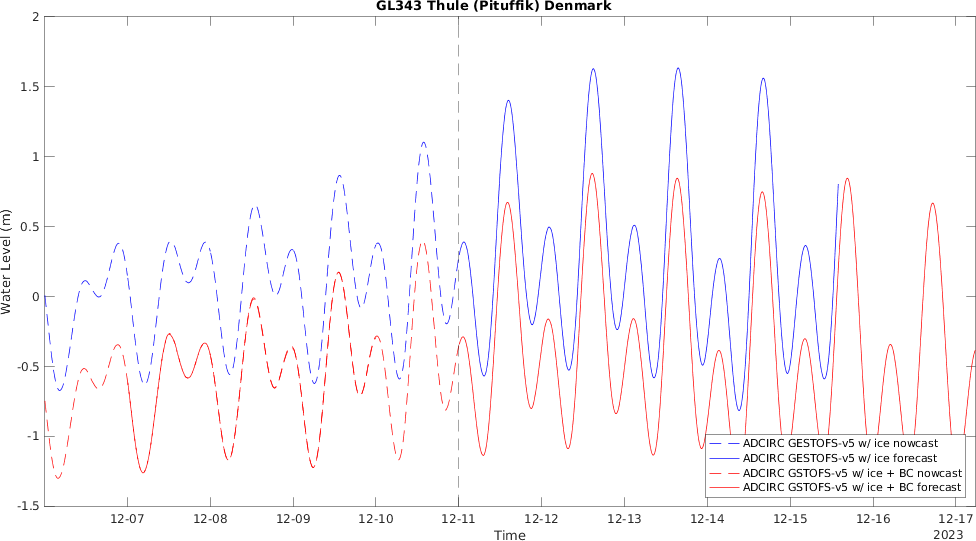 GL343 Thule (Pituffik) Denmark
2
1.5
1
0.5
0
-0.5
-1
-1.5
Water Level (m)
ADCIRC GESTOFS-v5 w/ ice nowcast
ADCIRC GESTOFS-v5 w/ ice forecast
ADCIRC GSTOFS-v5 w/ ice + BC nowcast
ADCIRC GSTOFS-v5 w/ ice + BC forecast
12-07 12-08 12-09 12-10 12-11 12-12 12-13 12-14 12-15 12-16 12-17
Time
2023